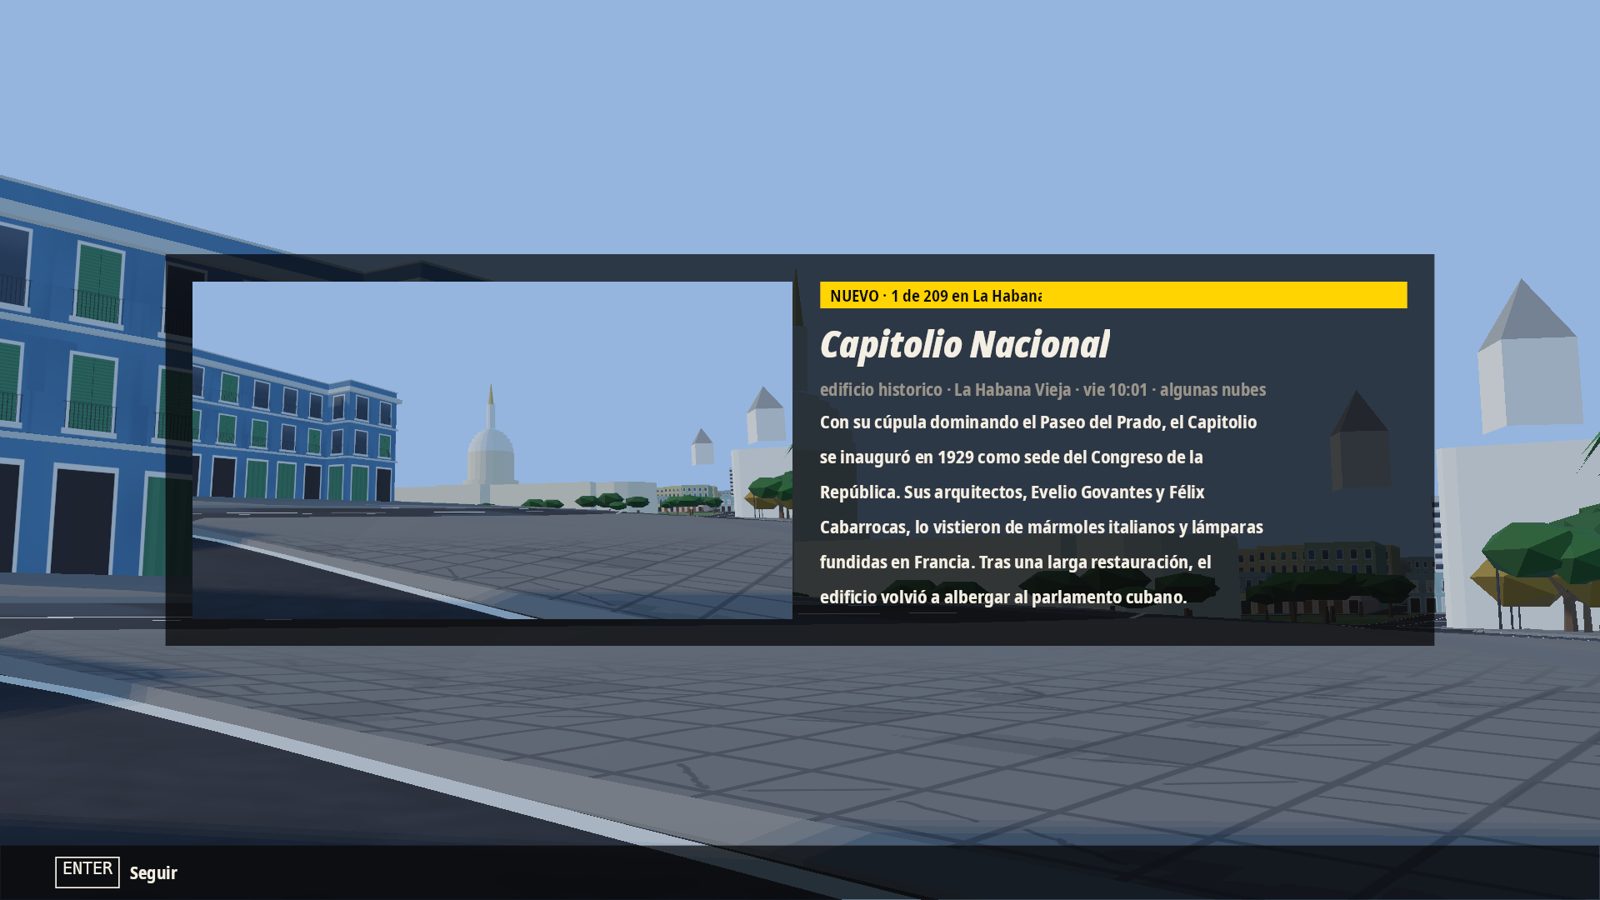 NUEVO · 1 de 209 en La Habana
Capitolio Nacional
edificio historico · La Habana Vieja · vie 10:01 · algunas nubes
Con su cúpula dominando el Paseo del Prado, el Capitolio
se inauguró en 1929 como sede del Congreso de la
República. Sus arquitectos, Evelio Govantes y Félix
Cabarrocas, lo vistieron de mármoles italianos y lámparas
fundidas en Francia. Tras una larga restauración, el
edificio volvió a albergar al parlamento cubano.
ENTER Seguir